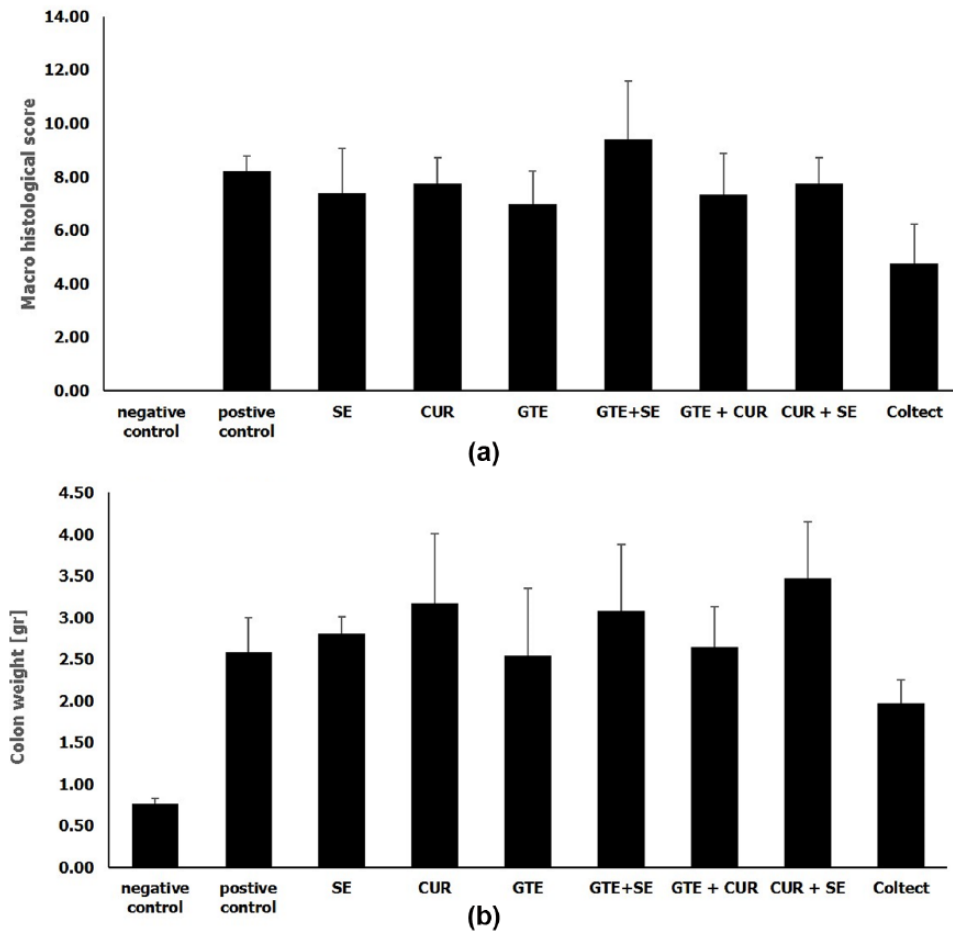 14.00
12.00
10.00
8.00
6.00
4.00
2.00
0.00
Macro histological score
negative control
postive control
SE
CUR
GTE
GTE+SE
GTE + CUR
CUR + SE
Coltect
(a)
4.50
4.00
3.50
3.00
2.50
2.00
1.50
1.00
0.50
0.00
Colon weight [gr]
negative control
postive control
SE
CUR
GTE
GTE+SE
GTE + CUR
CUR + SE
Coltect
(b)